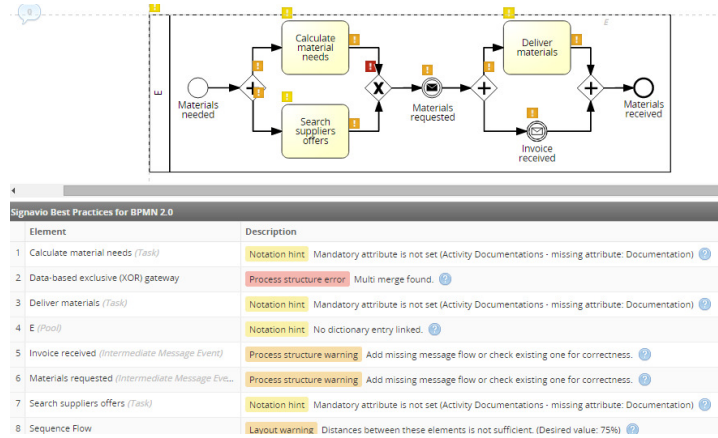 0
E
Calculate
material
needs
Deliver
materials
E
Materials
needed
Search
suppliers
offers
Materials
requested
Invoice
received
Materials
received
Signavio Best Practices for BPMN 2.0
Element Description
1 Calculate material needs (Task) Notation hint Mandatory attribute is not set (Activity Documentations - missing attribute: Documentation) ?
2 Data-based exclusive (XOR) gateway Process structure error Multi merge found. ?
3 Deliver materials (Task) Notation hint Mandatory attribute is not set (Activity Documentations - missing attribute: Documentation) ?
4 E (Pool) Notation hint No dictionary entry linked. ?
5 Invoice received (Intermediate Message Event) Process structure warning Add missing message flow or check existing one for correctness. ?
6 Materials requested (Intermediate Message Eve... Process structure warning Add missing message flow or check existing one for correctness. ?
7 Search suppliers offers (Task) Notation hint Mandatory attribute is not set (Activity Documentations - missing attribute: Documentation) ?
8 Sequence Flow Layout warning Distances between these elements is not sufficient. (Desired value: 75%) ?